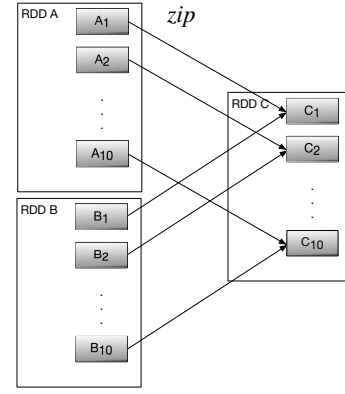 RDD A
zip
A1
A2
.
.
.
A10
RDD B
B1
B2
.
.
.
B10
RDD C
C1
C2
.
.
.
C10